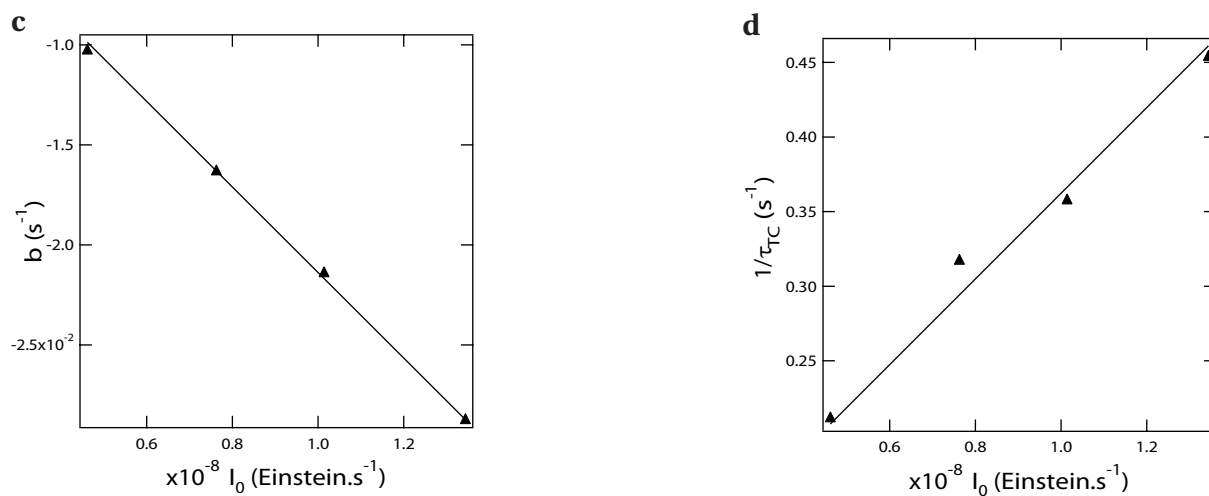 c
-1.0
-1.5
-2.0
-2.5x10⁻²
b (s⁻¹)
0.6 0.8 1.0 1.2
x10⁻⁸ I₀ (Einstein.s⁻¹)
d
0.45
0.40
0.35
0.30
0.25
1/τ_TC (s⁻¹)
0.6 0.8 1.0 1.2
x10⁻⁸ I₀ (Einstein.s⁻¹)